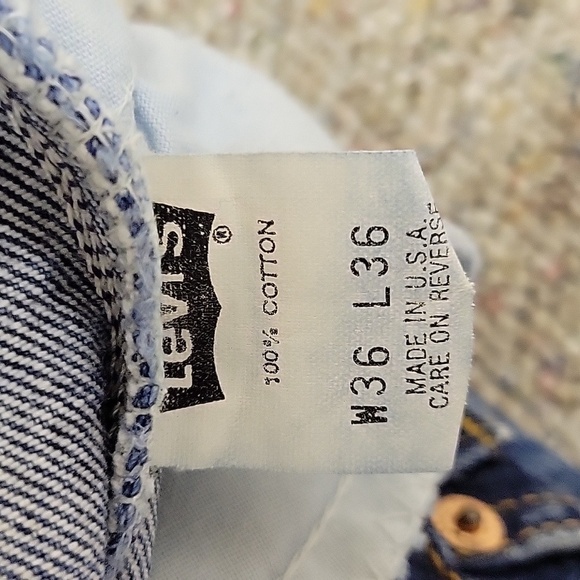 Levi's®
100% COTTON
W36 L36
MADE IN U.S.A.
CARE ON REVERSE